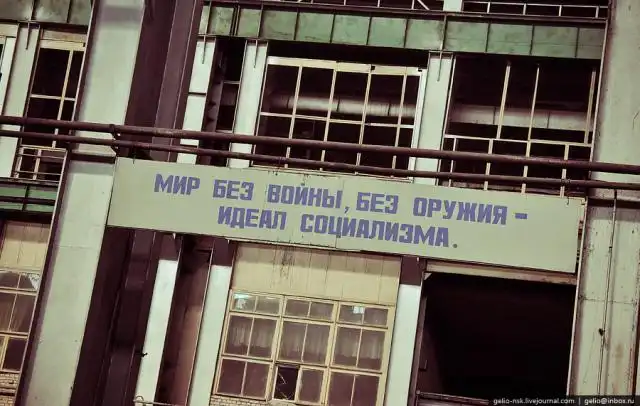 МИР БЕЗ ВОЙНЫ, БЕЗ ОРУЖИЯ -
ИДЕАЛ СОЦИАЛИЗМА.
gelio-nsk.livejournal.com | gelio@inbox.ru